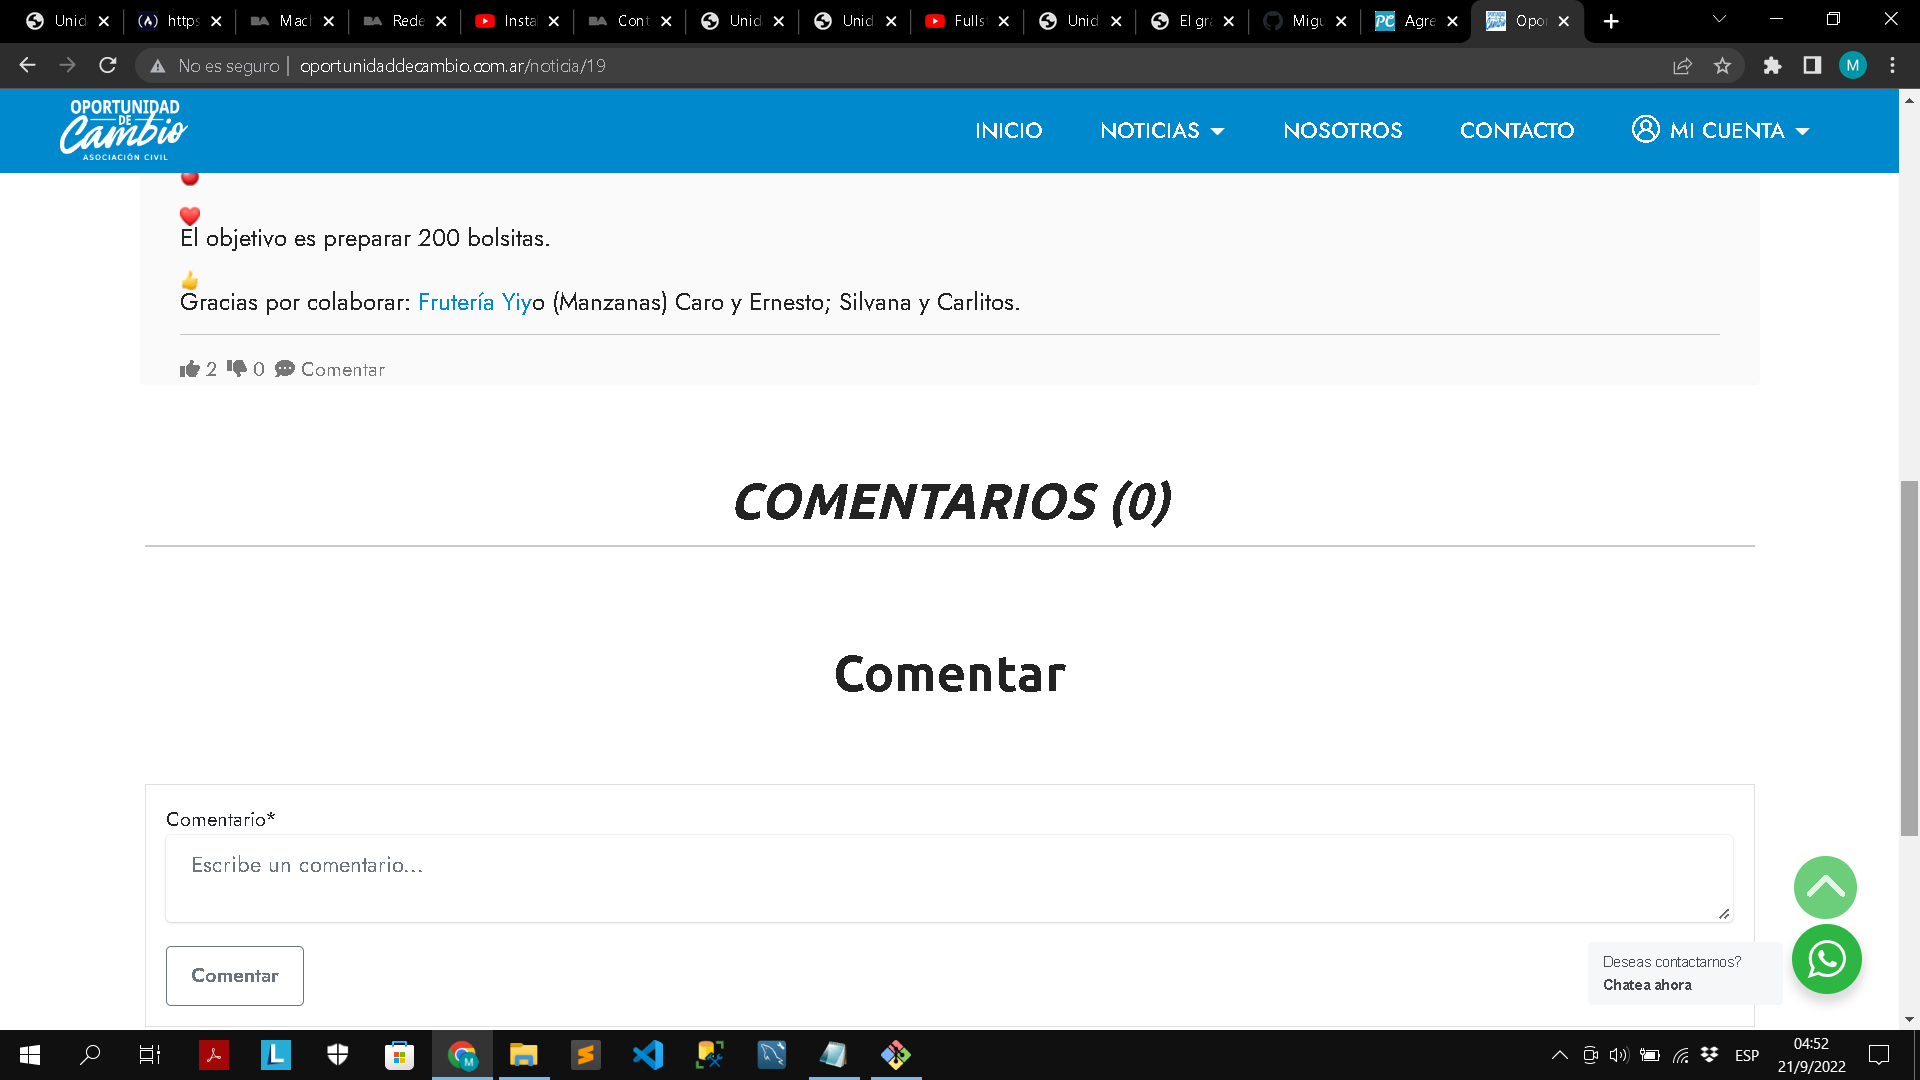 Unid
https
Mach
Rede
Insta
Cont
Unid
Unid
Fulls
Unid
El gra
Migu
PC Agre
Opor
No es seguro | oportunidaddecambio.com.ar/noticia/19
M
OPORTUNIDAD
DE
Cambio
ASOCIACIÓN CIVIL
INICIO
NOTICIAS
NOSOTROS
CONTACTO
MI CUENTA
El objetivo es preparar 200 bolsitas.
Gracias por colaborar: Frutería Yiyo (Manzanas) Caro y Ernesto; Silvana y Carlitos.
2 0 Comentar
COMENTARIOS (0)
Comentar
Comentario*
Escribe un comentario...
Comentar
Deseas contactarnos?
Chatea ahora
ESP
04:52
21/9/2022